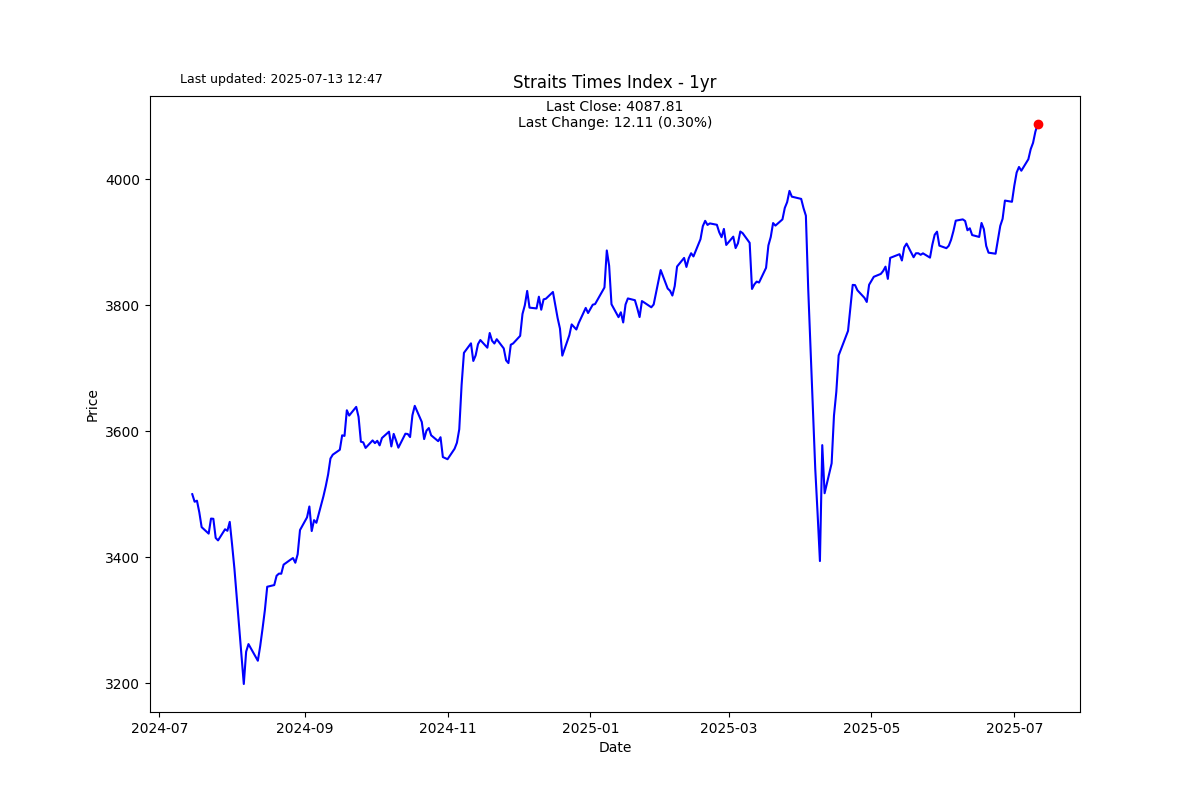 Last updated: 2025-07-13 12:47
Straits Times Index - 1yr
Last Close: 4087.81
Last Change: 12.11 (0.30%)
4000
3800
3600
3400
3200
Price
2024-07
2024-09
2024-11
2025-01
2025-03
2025-05
2025-07
Date